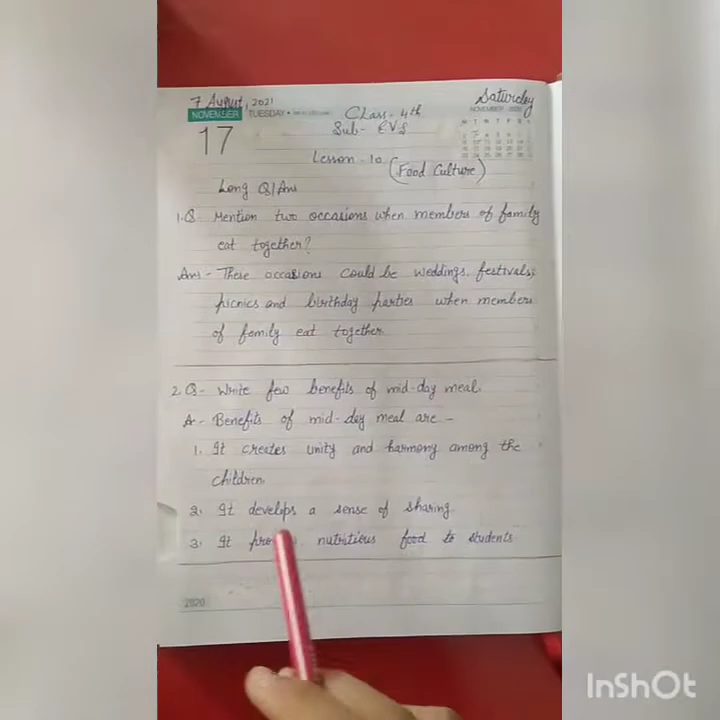 7 August, 2021 Saturday
NOVEMBER TUESDAY NOVEMBER 2020
17
Class - 4th
Sub- EVS
Lesson - 10 (Food Culture)
Long Q/Ans
1.Q Mention two occasions when members of family
eat together?
Ans - These occasions could be weddings, festivals,
picnics and birthday parties when members
of family eat together
2.Q- Write few benefits of mid-day meal.
A- Benefits of mid-day meal are -
1. It creates unity and harmony among the
children.
2. It develops a sense of sharing.
3. It nutritious food to students
2020
InShOt